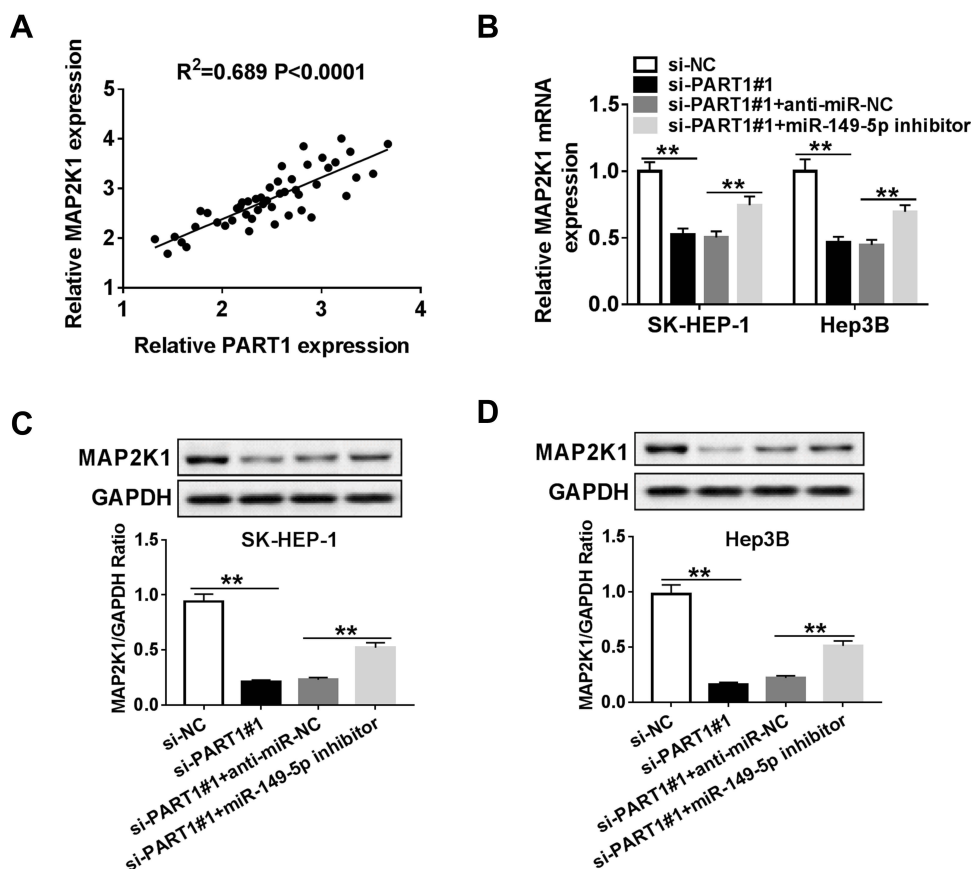 A
R²=0.689 P<0.0001
Relative MAP2K1 expression
5
4
3
2
1
1 2 3 4
Relative PART1 expression
B
si-NC
si-PART1#1
si-PART1#1+anti-miR-NC
si-PART1#1+miR-149-5p inhibitor
Relative MAP2K1 mRNA
expression
1.5
1.0
0.5
0.0
** ** ** **
SK-HEP-1 Hep3B
C
MAP2K1
GAPDH
SK-HEP-1
MAP2K1/GAPDH Ratio
1.5
1.0
0.5
0.0
**
**
si-NC
si-PART1#1
si-PART1#1+anti-miR-NC
si-PART1#1+miR-149-5p inhibitor
D
MAP2K1
GAPDH
Hep3B
MAP2K1/GAPDH Ratio
1.5
1.0
0.5
0.0
**
**
si-NC
si-PART1#1
si-PART1#1+anti-miR-NC
si-PART1#1+miR-149-5p inhibitor